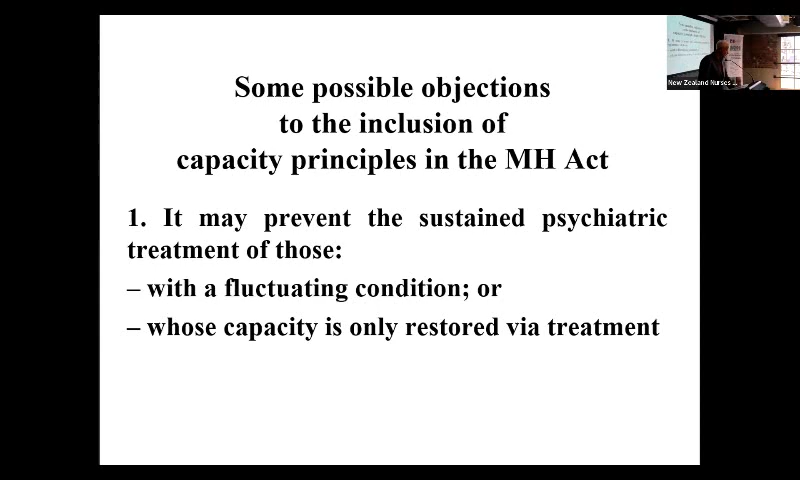 Some possible objections
to the inclusion of
capacity principles in the MH Act
1. It may prevent the sustained psychiatric
treatment of those:
– with a fluctuating condition; or
– whose capacity is only restored via treatment
New Zealand Nurses ...